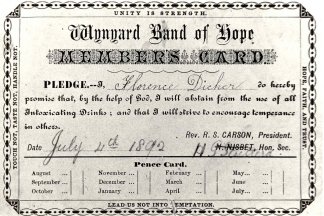 UNITY IS STRENGTH.
Wynyard Band of Hope
MEMBERS CARD
PLEDGE.—I, Florence Dicker do hereby
promise that, by the help of God, I will abstain from the use of all
Intoxicating Drinks; and that I will strive to encourage temperance
in others.
Rev. R. S. CARSON, President.
Date July 4th 1892 H. NISBET, Hon. Sec.
Pence Card.
August ... November ... February ... May ...
September ... December ... March ... June ...
October ... January ... April ... July ...
LEAD US NOT INTO TEMPTATION.
TOUCH NOT, TASTE NOT, HANDLE NOT.
HOPE, FAITH, AND TRUST.